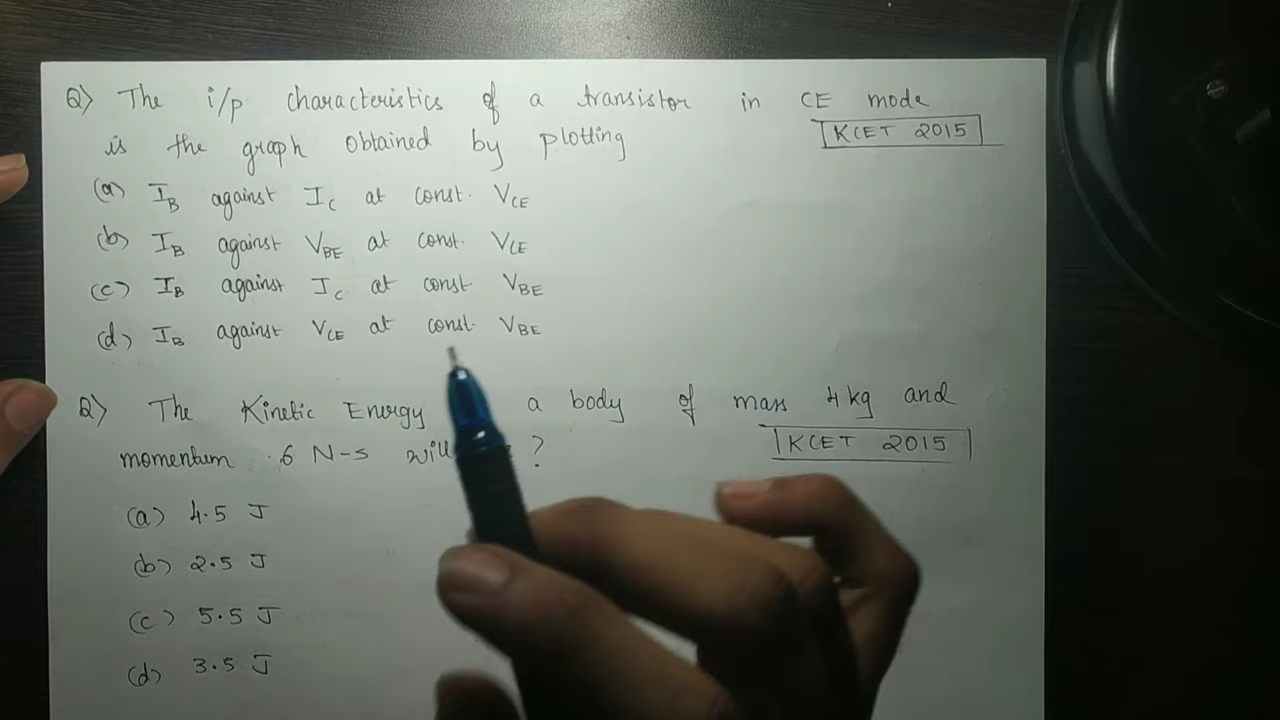 Q) The i/p characteristics of a transistor in CE mode
is the graph obtained by plotting
KCET 2015
(a) IB against IC at const. VCE
(b) IB against VBE at const. VCE
(c) IB against IC at const VBE
(d) IB against VCE at const. VBE
Q) The Kinetic Energy a body of mass 4 kg and
momentum 6 N-s will ?
KCET 2015
(a) 4.5 J
(b) 2.5 J
(c) 5.5 J
(d) 3.5 J